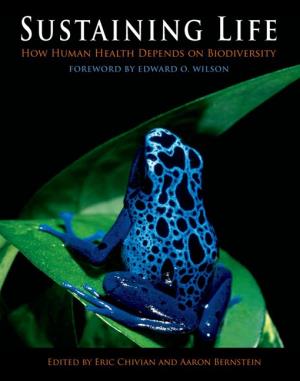 SUSTAINING LIFE
HOW HUMAN HEALTH DEPENDS ON BIODIVERSITY
FOREWORD BY EDWARD O. WILSON
EDITED BY ERIC CHIVIAN AND AARON BERNSTEIN